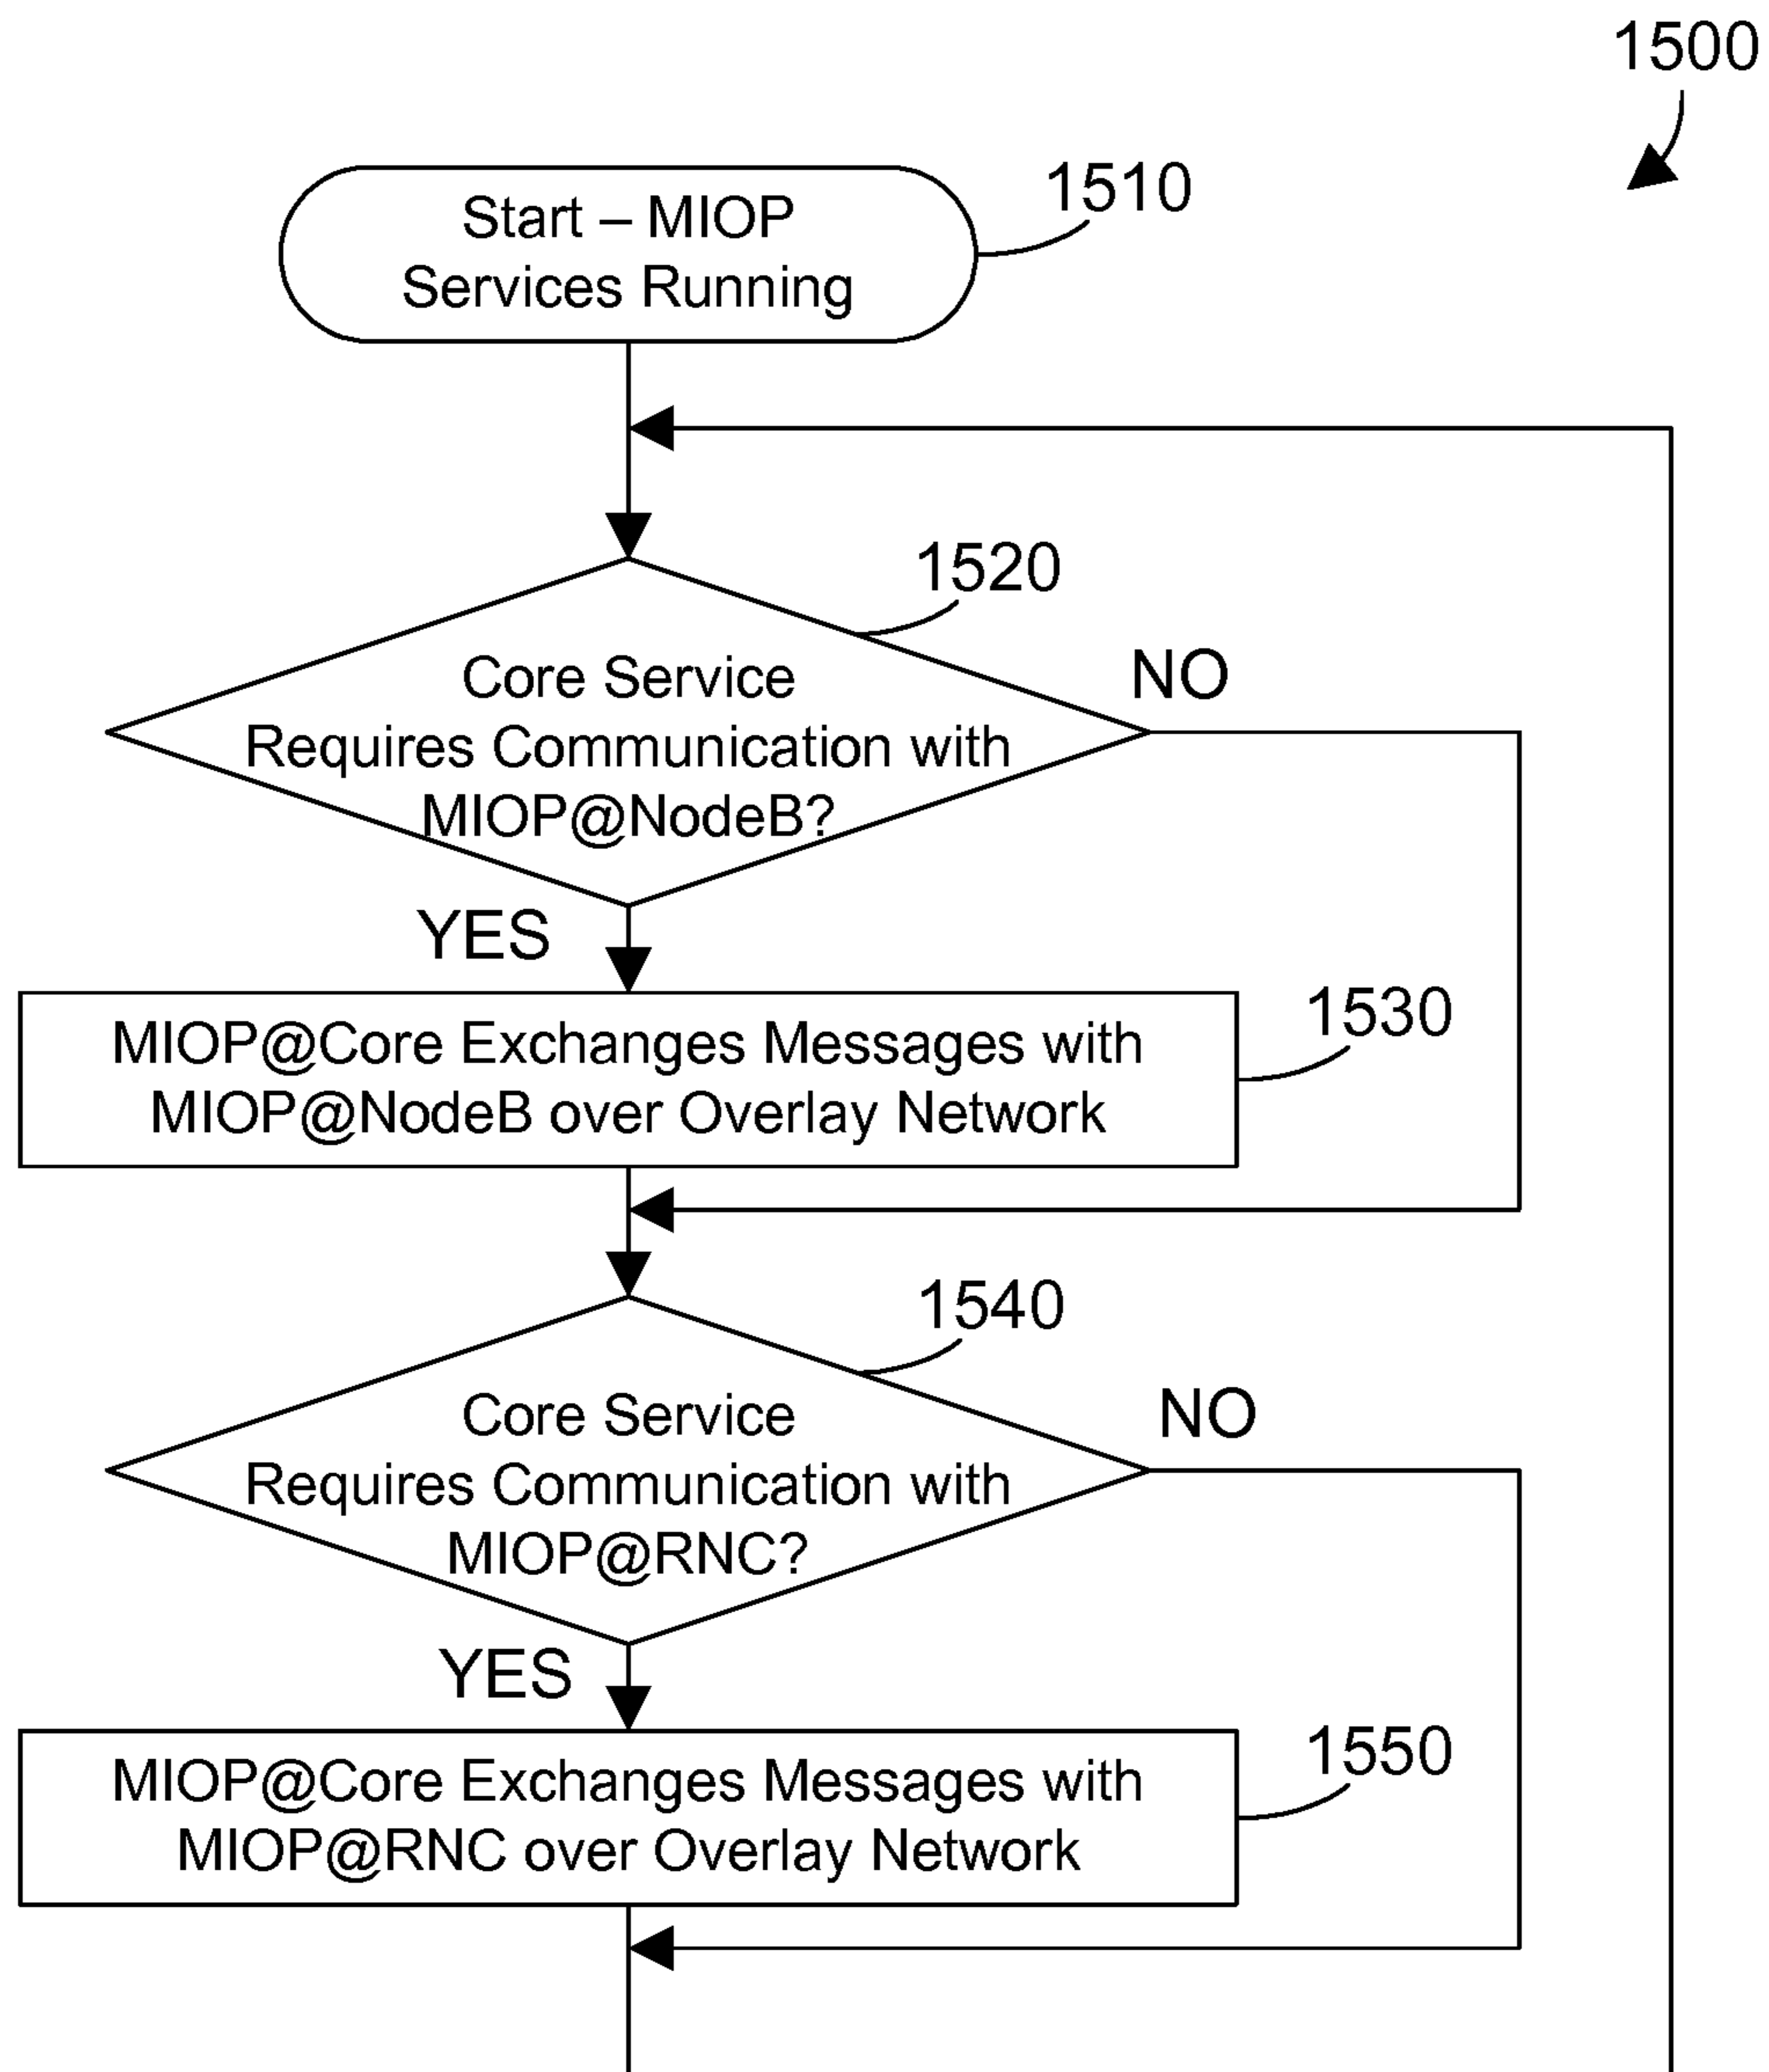 1500
1510
Start – MIOP
Services Running
1520
Core Service
Requires Communication with
MIOP@NodeB?
NO
YES
1530
MIOP@Core Exchanges Messages with
MIOP@NodeB over Overlay Network
1540
Core Service
Requires Communication with
MIOP@RNC?
NO
YES
1550
MIOP@Core Exchanges Messages with
MIOP@RNC over Overlay Network